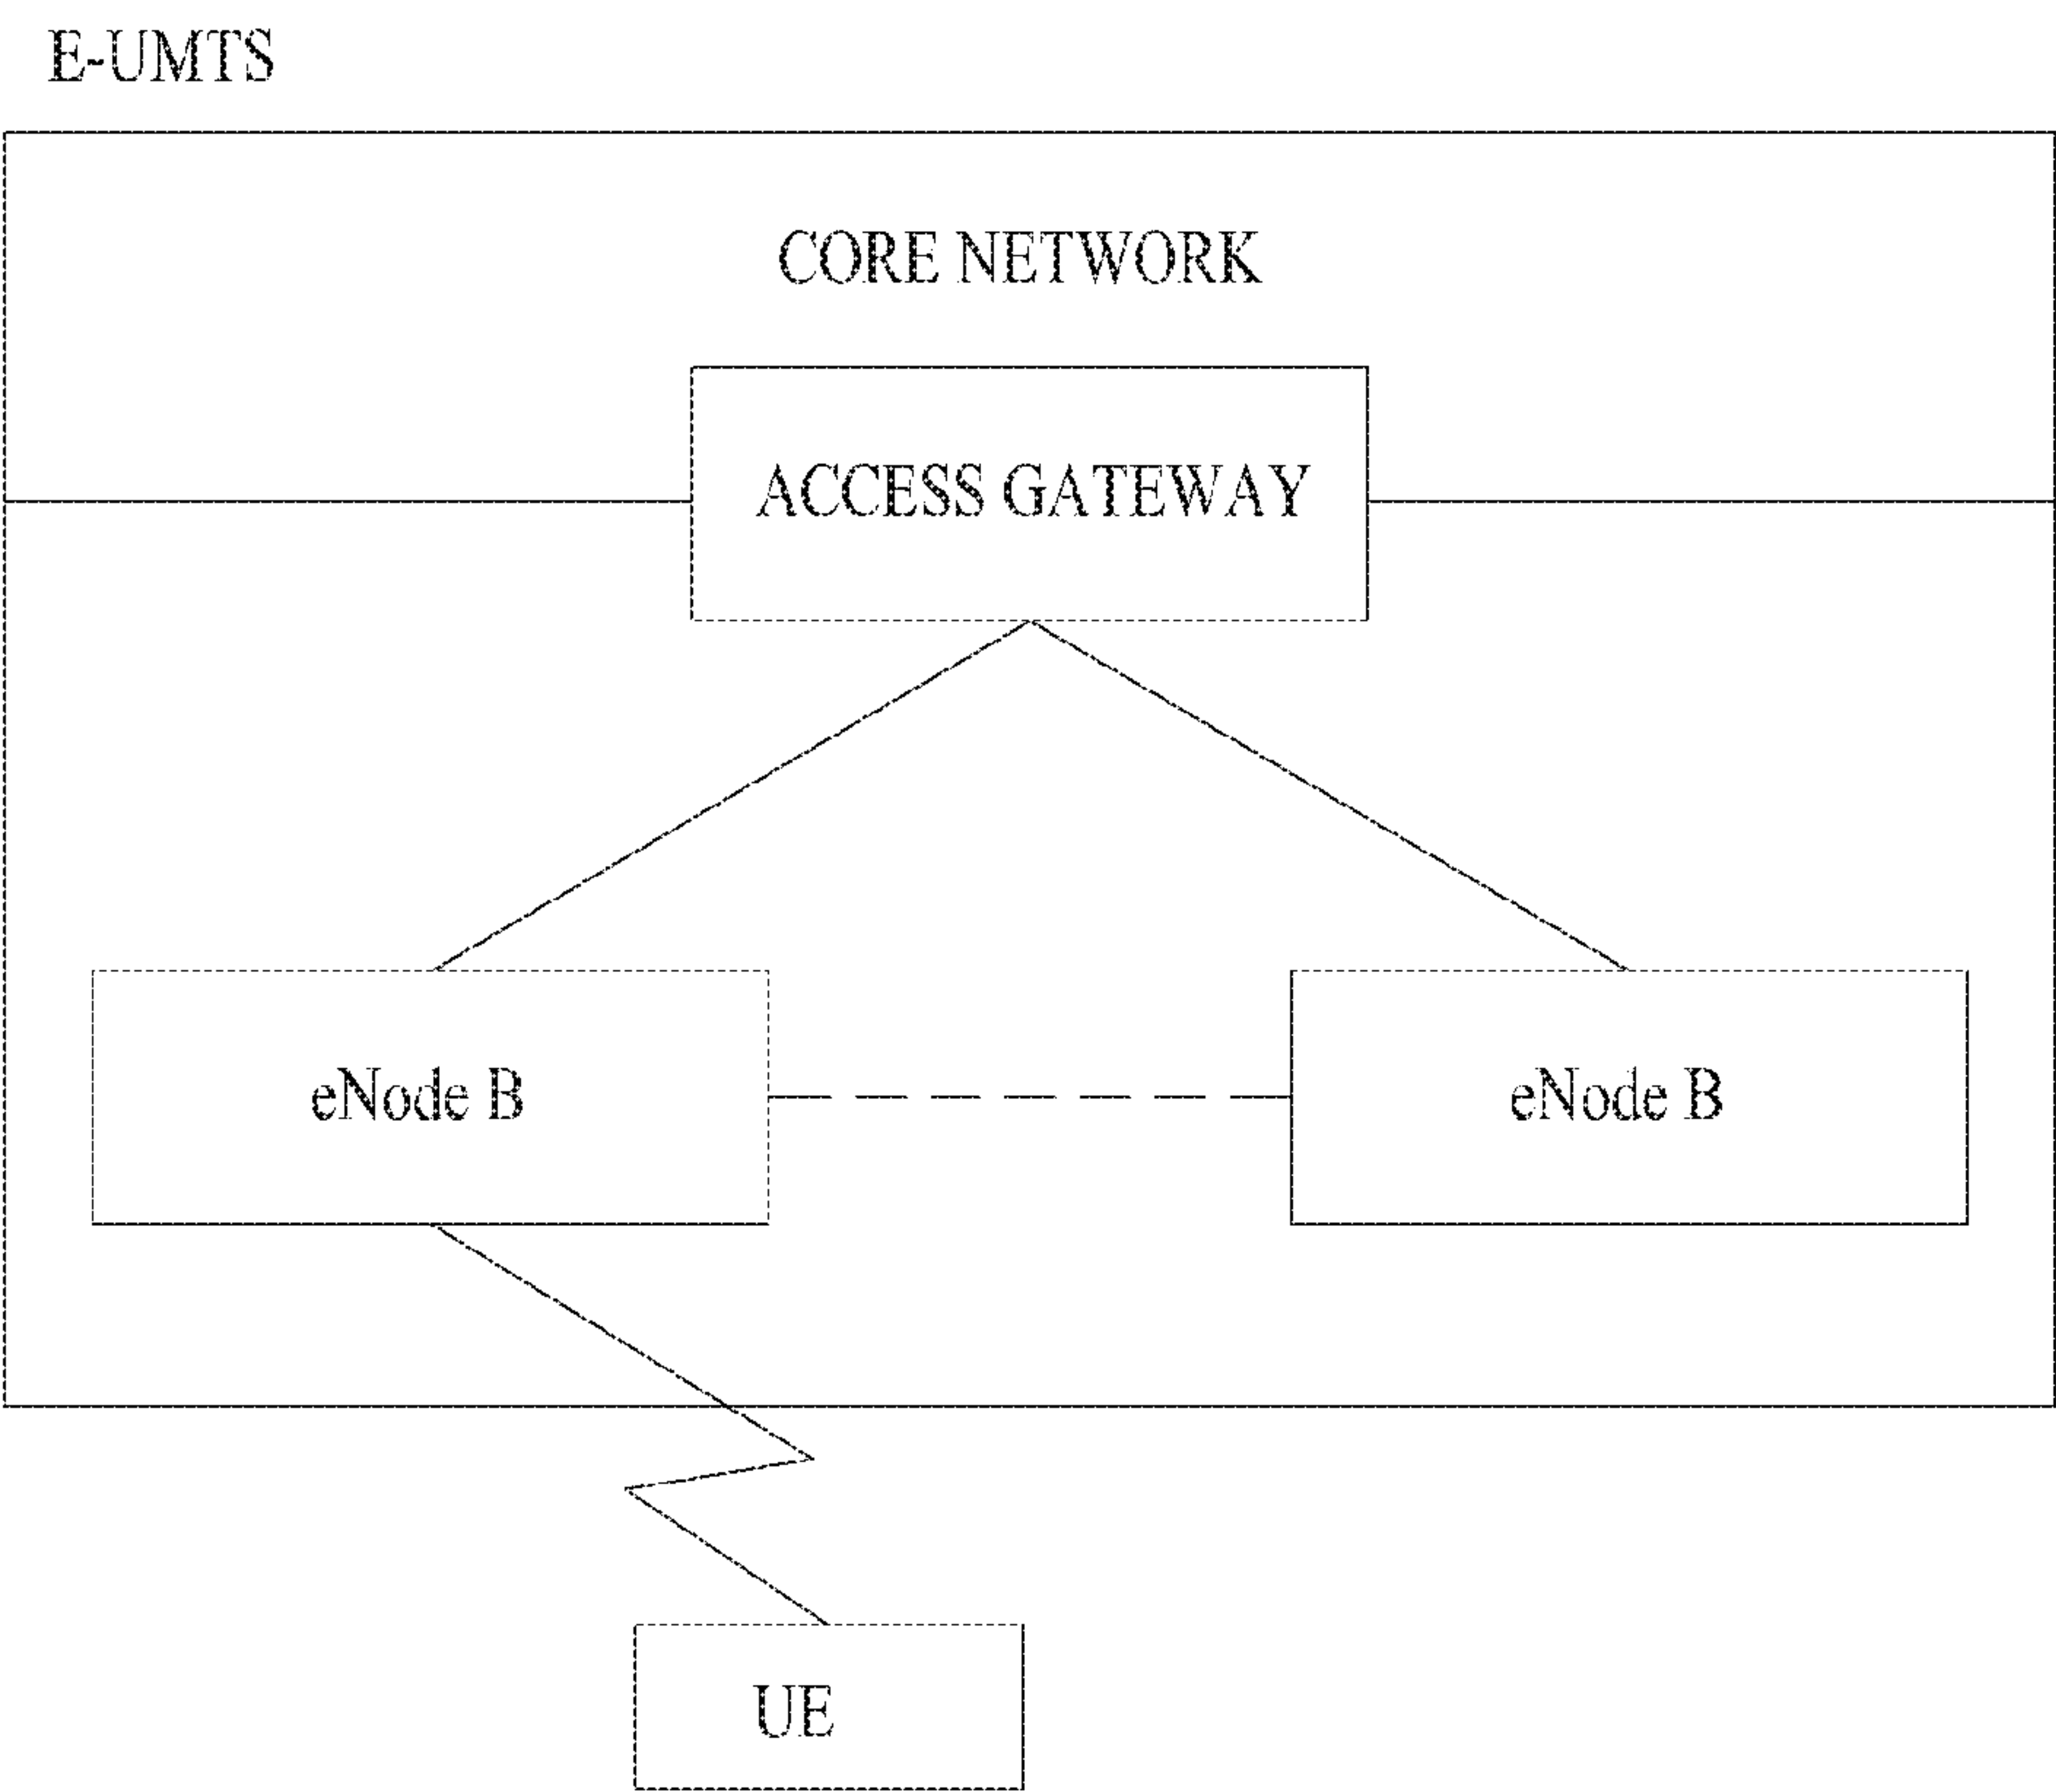 E-UMTS
CORE NETWORK
ACCESS GATEWAY
eNode B
eNode B
UE